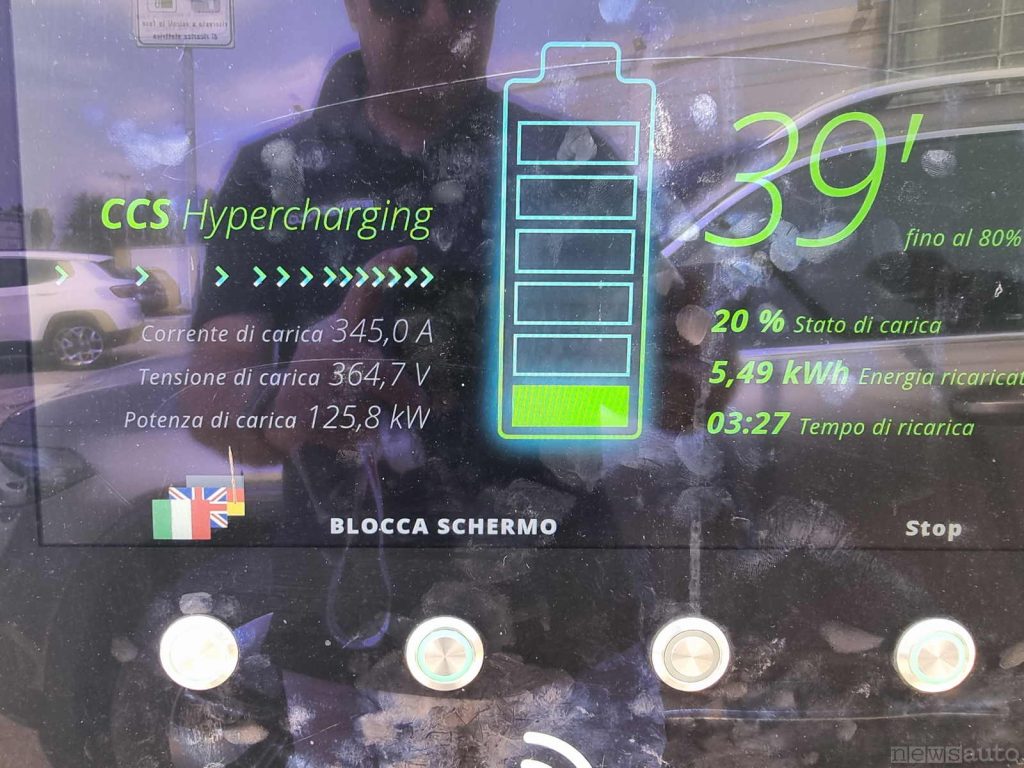 CCS Hypercharging
Corrente di carica 345,0 A
Tensione di carica 364,7 V
Potenza di carica 125,8 kW
39'
fino al 80%
20 % Stato di carica
5,49 kWh Energia ricaricat
03:27 Tempo di ricarica
BLOCCA SCHERMO
Stop
newsauto